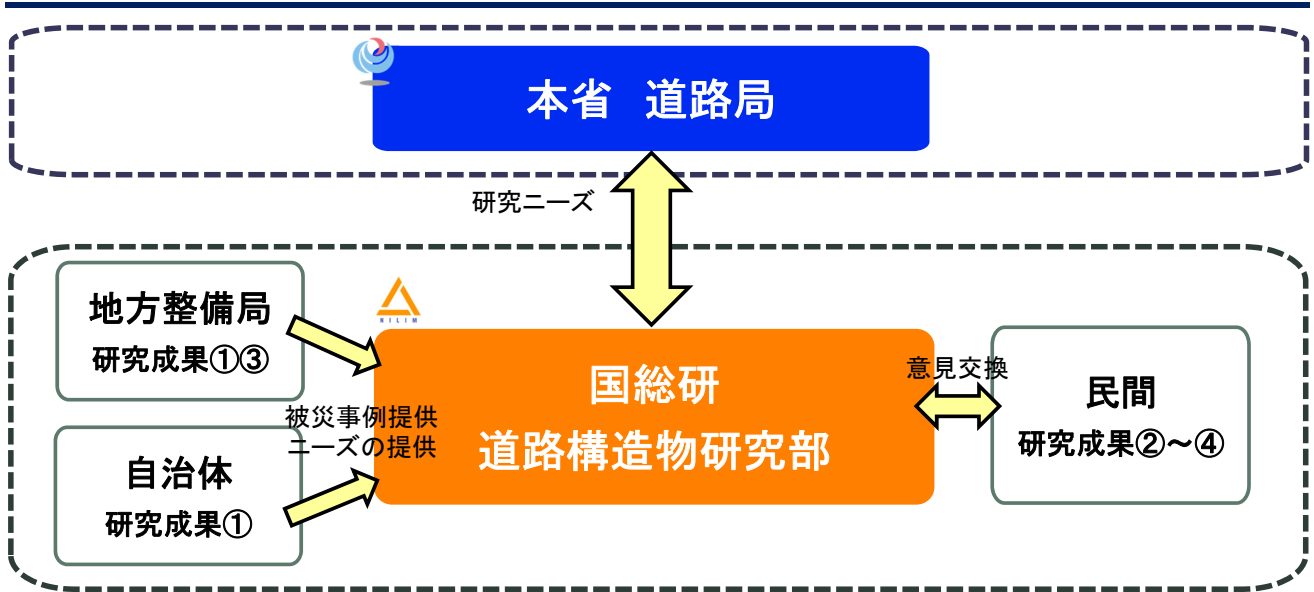 本省　道路局
研究ニーズ
地方整備局
研究成果①③
NILIM
国総研
道路構造物研究部
意見交換
民間
研究成果②～④
被災事例提供
ニーズの提供
自治体
研究成果①